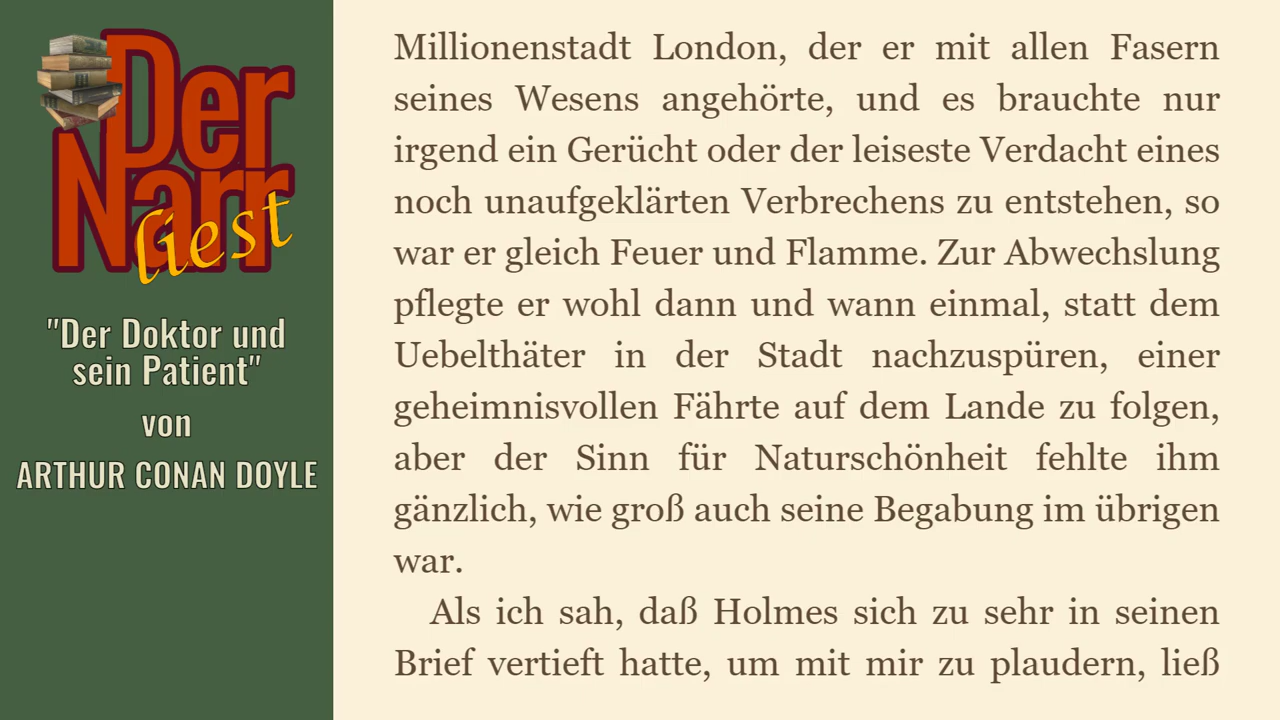 Der
Narr
liest
"Der Doktor und
sein Patient"
von
ARTHUR CONAN DOYLE
Millionenstadt London, der er mit allen Fasern
seines Wesens angehörte, und es brauchte nur
irgend ein Gerücht oder der leiseste Verdacht eines
noch unaufgeklärten Verbrechens zu entstehen, so
war er gleich Feuer und Flamme. Zur Abwechslung
pflegte er wohl dann und wann einmal, statt dem
Uebelthäter in der Stadt nachzuspüren, einer
geheimnisvollen Fährte auf dem Lande zu folgen,
aber der Sinn für Naturschönheit fehlte ihm
gänzlich, wie groß auch seine Begabung im übrigen
war.
Als ich sah, daß Holmes sich zu sehr in seinen
Brief vertieft hatte, um mit mir zu plaudern, ließ